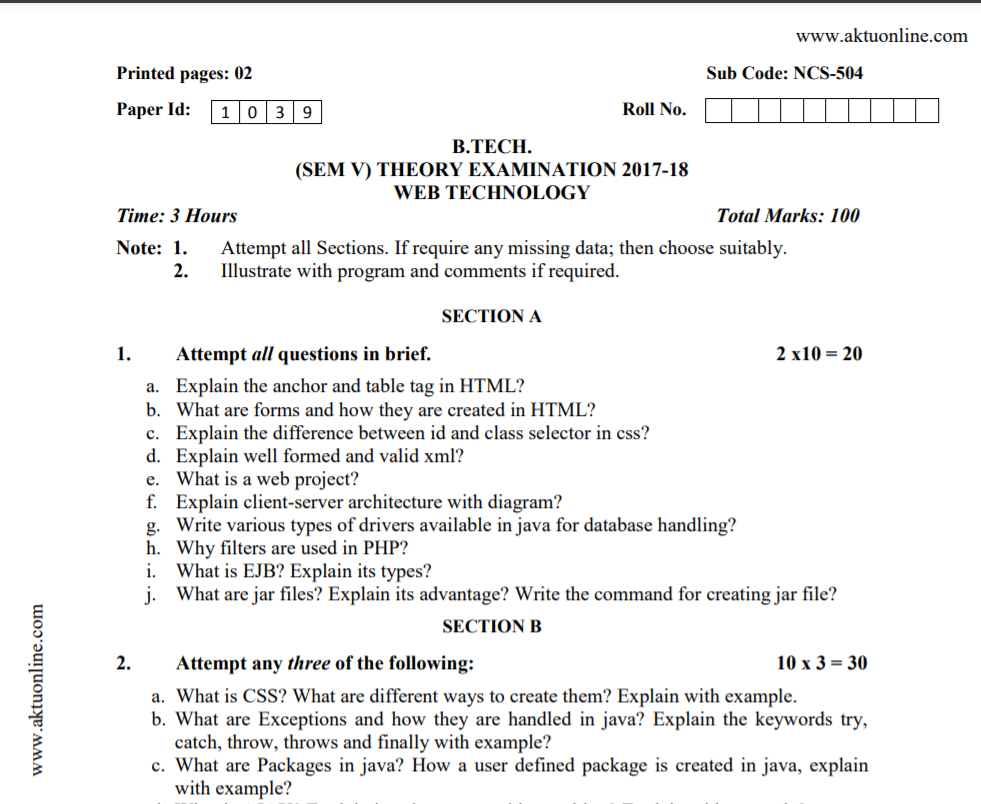 www.aktuonline.com
Printed pages: 02 Sub Code: NCS-504
Paper Id: 1 0 3 9 Roll No.
B.TECH.
(SEM V) THEORY EXAMINATION 2017-18
WEB TECHNOLOGY
Time: 3 Hours Total Marks: 100
Note: 1. Attempt all Sections. If require any missing data; then choose suitably.
2. Illustrate with program and comments if required.
SECTION A
1. Attempt all questions in brief. 2 x10 = 20
a. Explain the anchor and table tag in HTML?
b. What are forms and how they are created in HTML?
c. Explain the difference between id and class selector in css?
d. Explain well formed and valid xml?
e. What is a web project?
f. Explain client-server architecture with diagram?
g. Write various types of drivers available in java for database handling?
h. Why filters are used in PHP?
i. What is EJB? Explain its types?
j. What are jar files? Explain its advantage? Write the command for creating jar file?
SECTION B
2. Attempt any three of the following: 10 x 3 = 30
a. What is CSS? What are different ways to create them? Explain with example.
b. What are Exceptions and how they are handled in java? Explain the keywords try,
catch, throw, throws and finally with example?
c. What are Packages in java? How a user defined package is created in java, explain
with example?
www.aktuonline.com